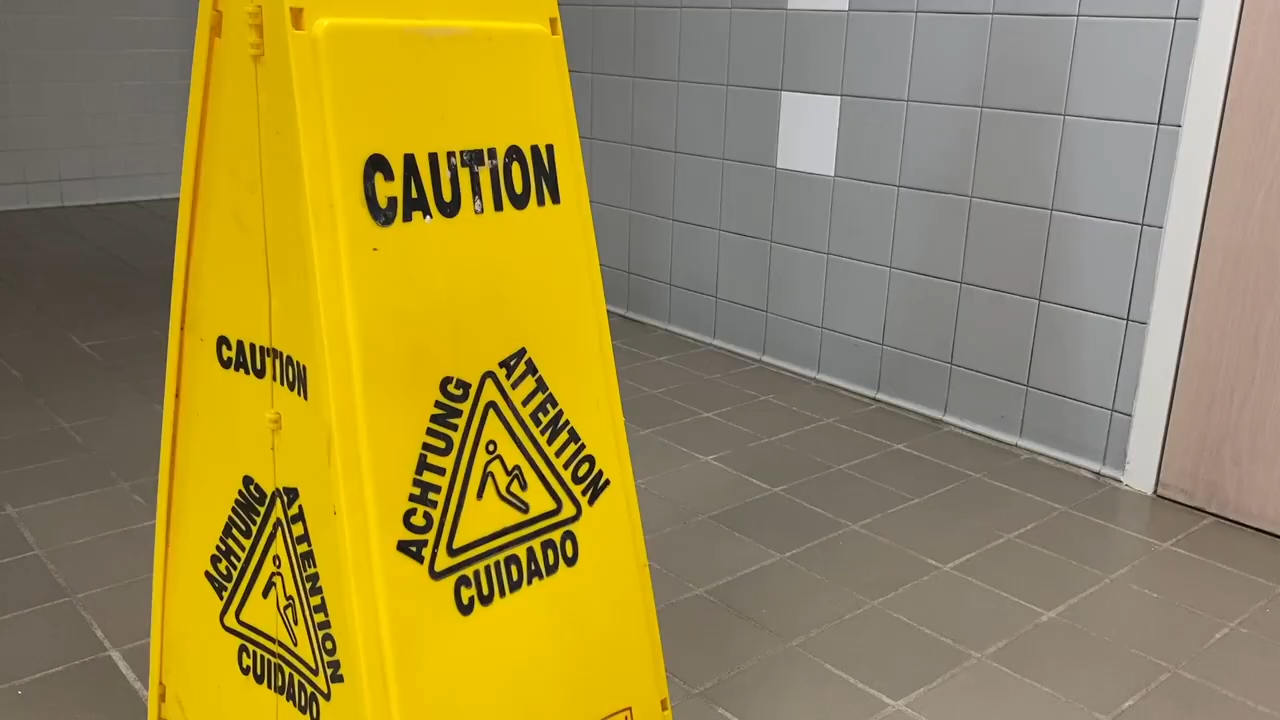 CAUTION
ACHTUNG
ATTENTION
CUIDADO
CAUTION
ACHTUNG
ATTENTION
CUIDADO